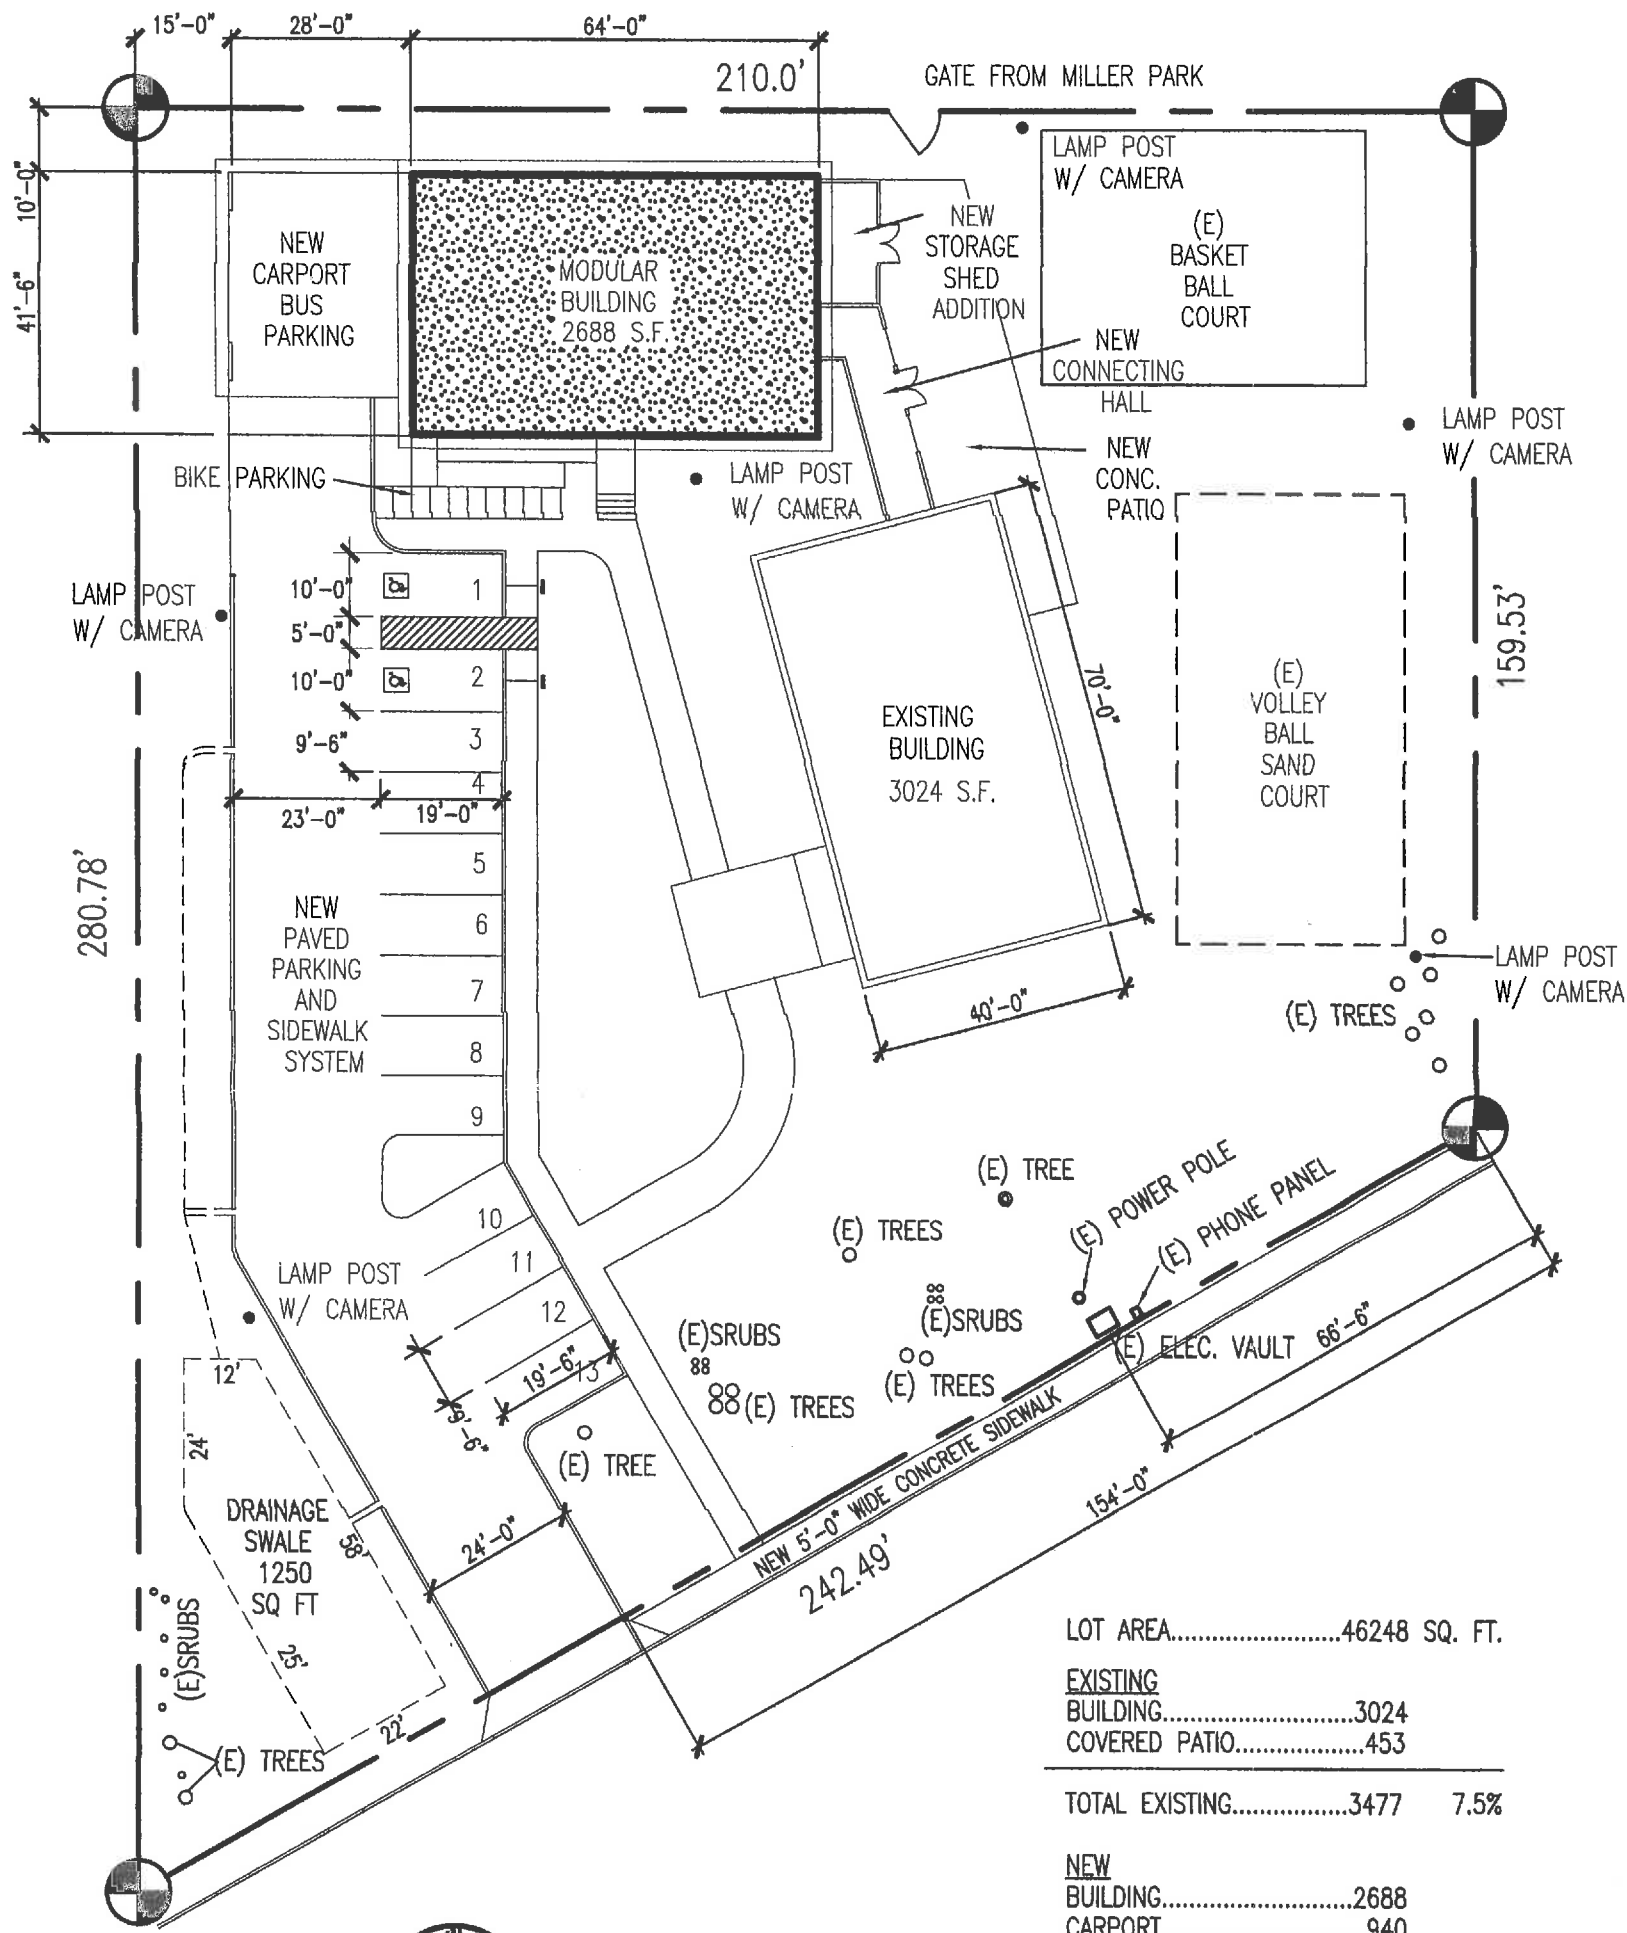 15'-0" 28'-0" 64'-0"
210.0'
GATE FROM MILLER PARK
10'-0"
41'-6"
NEW
CARPORT
BUS
PARKING
MODULAR
BUILDING
2688 S.F.
NEW
STORAGE
SHED
ADDITION
LAMP POST
W/ CAMERA
(E)
BASKET
BALL
COURT
NEW
CONNECTING
HALL
NEW
CONC.
PATIO
LAMP POST
W/ CAMERA
BIKE PARKING
LAMP POST
W/ CAMERA
LAMP POST
W/ CAMERA
10'-0"
5'-0"
10'-0"
9'-6"
1
2
3
4
23'-0" 19'-0"
5
6
7
8
9
10
11
12
13
280.78'
NEW
PAVED
PARKING
AND
SIDEWALK
SYSTEM
EXISTING
BUILDING
3024 S.F.
70'-0"
40'-0"
(E)
VOLLEY
BALL
SAND
COURT
159.53'
LAMP POST
W/ CAMERA
(E) TREES
(E) TREE
(E) TREES
(E) POWER POLE
(E) PHONE PANEL
(E)SRUBS
(E) ELEC. VAULT
66'-6"
154'-0"
LAMP POST
W/ CAMERA
(E)SRUBS
(E) TREES
(E) TREES
19'-6"
9'-6"
(E) TREE
24'-0"
NEW 5'-0" WIDE CONCRETE SIDEWALK
242.49'
12'
24'
DRAINAGE
SWALE
1250
SQ FT
58'
25'
22'
(E)SRUBS
(E) TREES
LOT AREA.........................46248 SQ. FT.
EXISTING
BUILDING............................3024
COVERED PATIO...................453
TOTAL EXISTING.................3477 7.5%
NEW
BUILDING............................2688
CARPORT 940